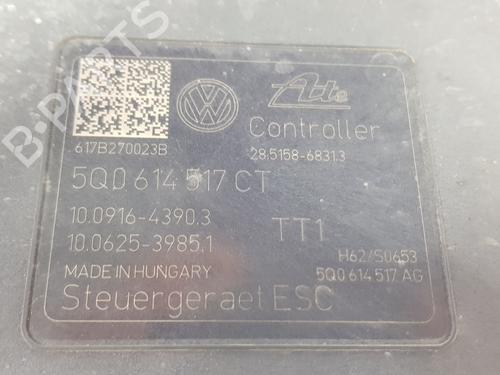 B-PARTS
VW
Ate
Controller
617B270023B
28.5158-6831.3
5Q0 614 517 CT
10.0916-4390.3
TT1
10.0625-3985.1
H62/S0653
MADE IN HUNGARY
5Q0 614 517 AG
Steuergeraet ESC